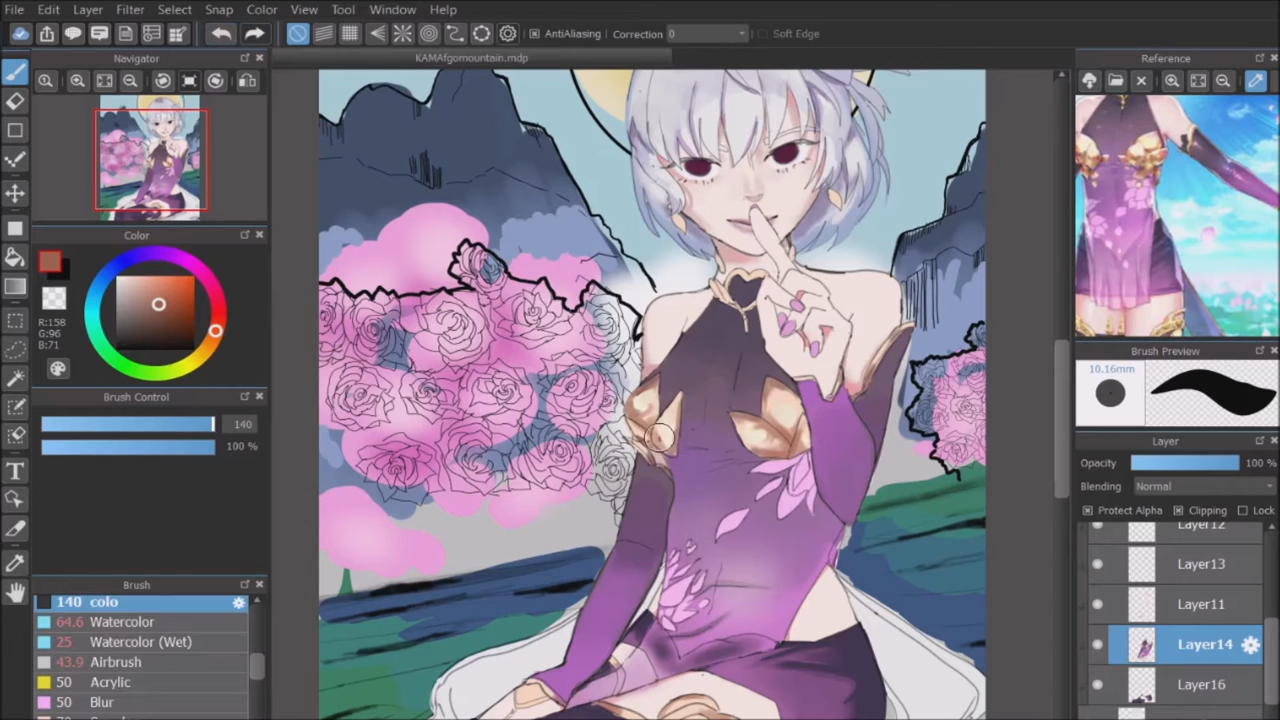 File Edit Layer Filter Select Snap Color View Tool Window Help
AntiAliasing Correction 0 Soft Edge
Navigator
KAMAfgomountain.mdp
Reference
Color
R:158
G:96
B:71
Brush Preview
10.16mm
Brush Control
140
100 %
Layer
Opacity 100 %
Blending Normal
Protect Alpha Clipping Lock
Layer12
Layer13
Layer11
Layer14
Layer16
Brush
140 colo
64.6 Watercolor
25 Watercolor (Wet)
43.9 Airbrush
50 Acrylic
50 Blur